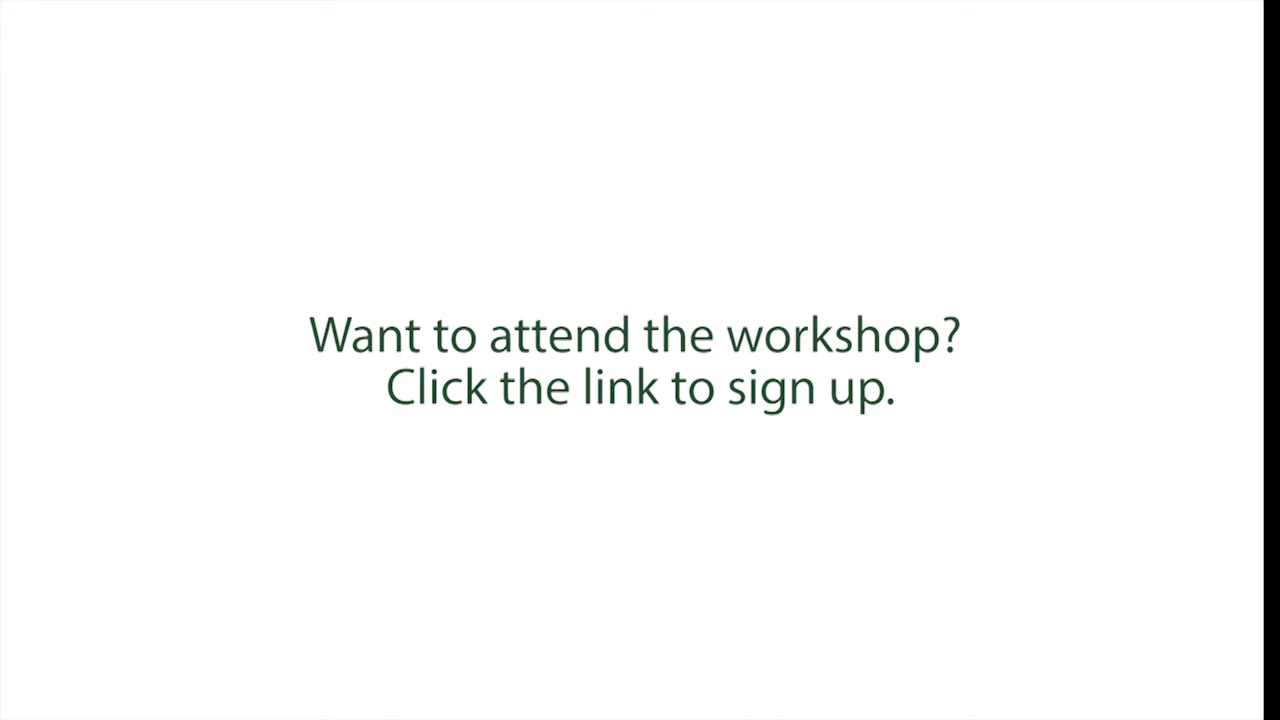 Want to attend the workshop?
Click the link to sign up.